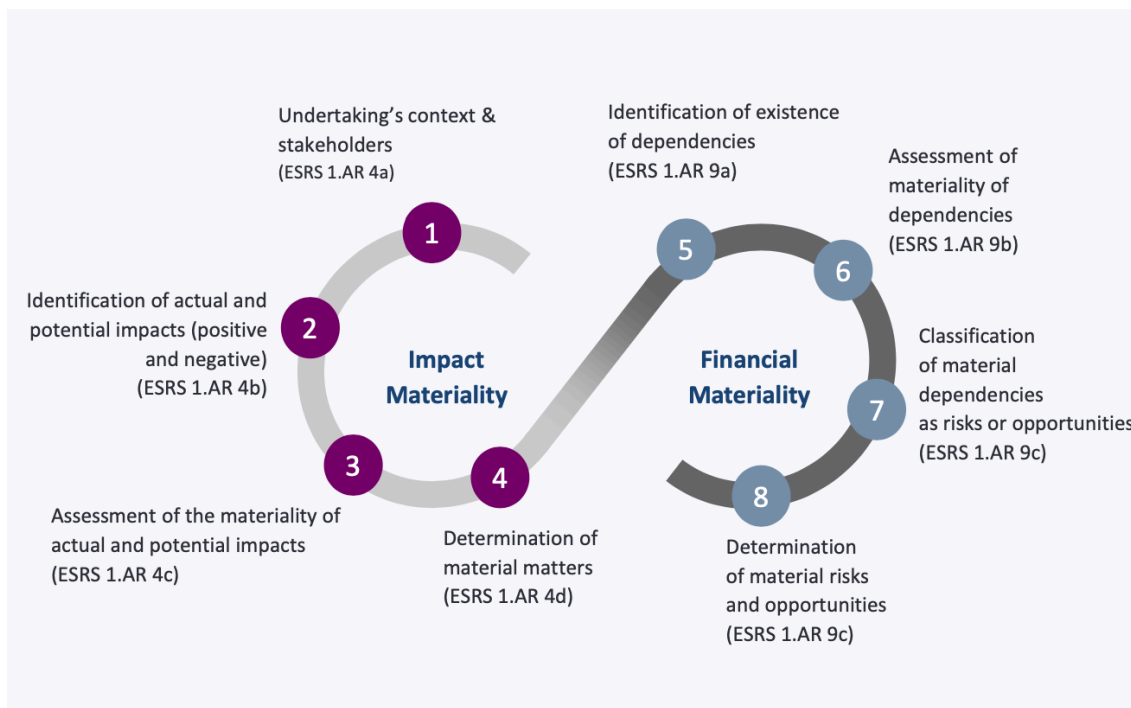 Undertaking's context &
stakeholders
(ESRS 1.AR 4a)
1
Identification of actual and
potential impacts (positive
and negative)
(ESRS 1.AR 4b)
2
3
Assessment of the materiality of
actual and potential impacts
(ESRS 1.AR 4c)
4
Determination of
material matters
(ESRS 1.AR 4d)
Impact
Materiality
Identification of existence
of dependencies
(ESRS 1.AR 9a)
5
Assessment of
materiality of
dependencies
(ESRS 1.AR 9b)
6
Classification
of material
dependencies
as risks or opportunities
(ESRS 1.AR 9c)
7
8
Determination
of material risks
and opportunities
(ESRS 1.AR 9c)
Financial
Materiality